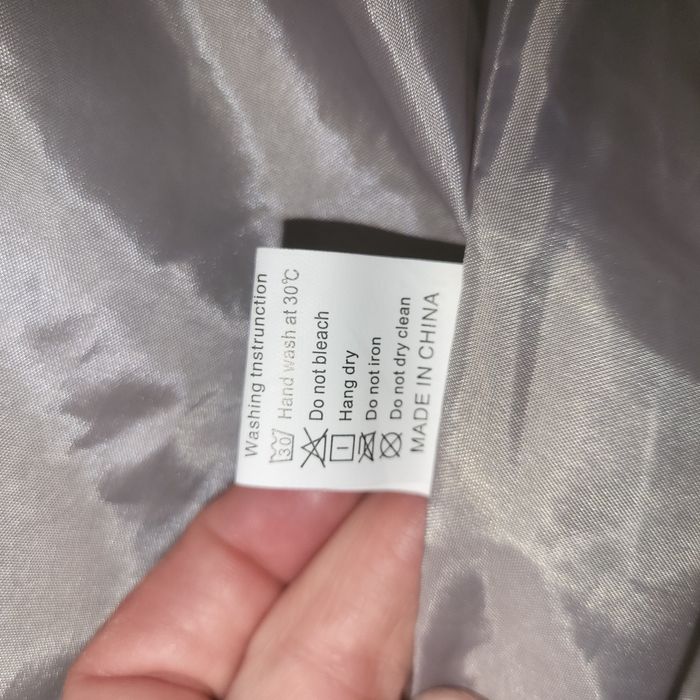 Washing tnstrunction
30 Hand wash at 30℃
Do not bleach
Hang dry
Do not iron
Do not dry clean
MADE IN CHINA